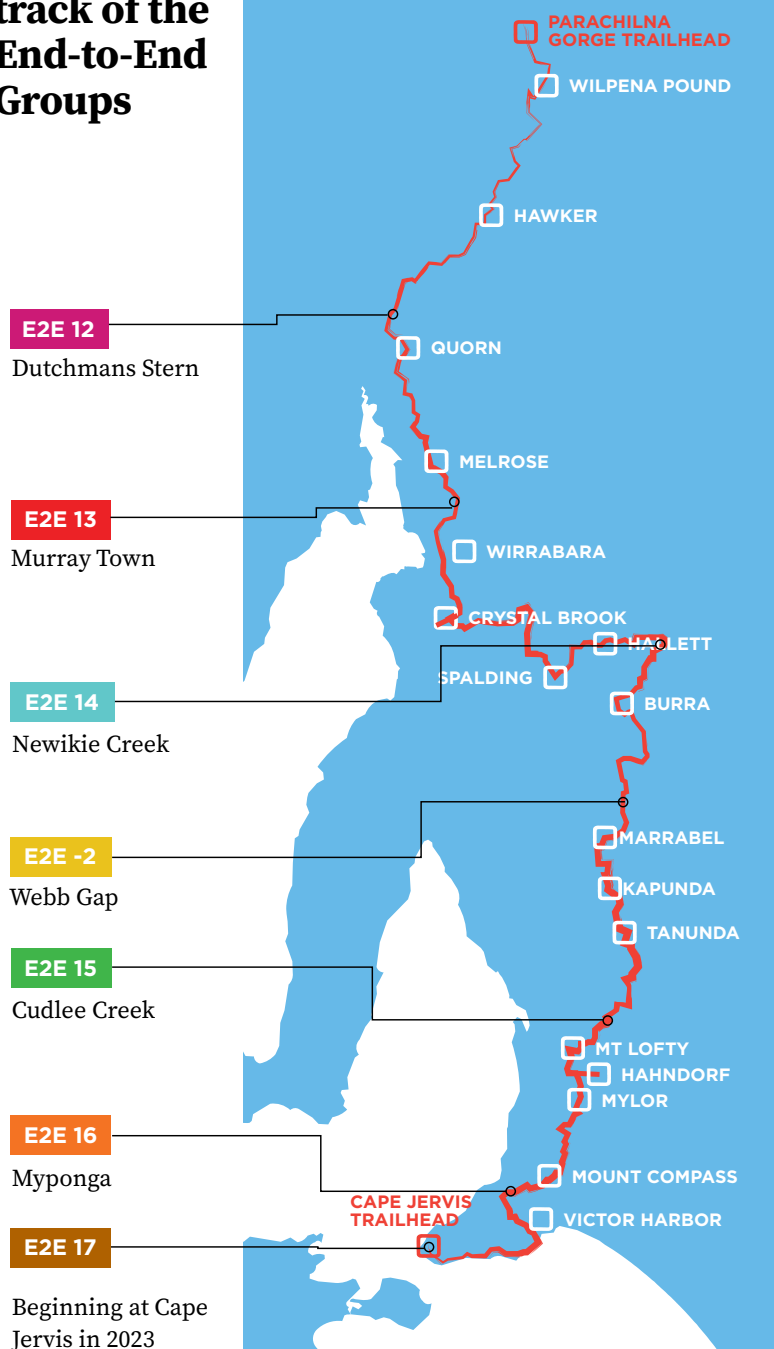 track of the
End-to-End
Groups
PARACHILNA
GORGE TRAILHEAD
WILPENA POUND
HAWKER
E2E 12
Dutchmans Stern
QUORN
MELROSE
E2E 13
Murray Town
WIRRABARA
CRYSTAL BROOK
HALLETT
SPALDING
E2E 14
Newikie Creek
BURRA
MARRABEL
E2E -2
Webb Gap
KAPUNDA
TANUNDA
E2E 15
Cudlee Creek
MT LOFTY
HAHNDORF
MYLOR
E2E 16
Myponga
MOUNT COMPASS
CAPE JERVIS
TRAILHEAD
VICTOR HARBOR
E2E 17
Beginning at Cape
Jervis in 2023